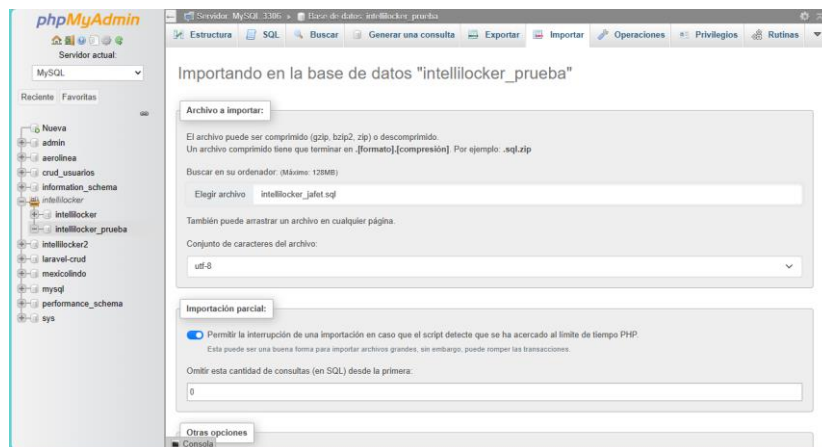 phpMyAdmin
Servidor actual:
MySQL
Reciente Favoritas
Nueva
admin
aerolinea
crud_usuarios
information_schema
intellilocker
intellilocker
intellilocker_prueba
intellilocker2
laravel-crud
mexicolindo
mysql
performance_schema
sys
Servidor: MySQL:3306 » Base de datos: intellilocker_prueba
Estructura SQL Buscar Generar una consulta Exportar Importar Operaciones Privilegios Rutinas
Importando en la base de datos "intellilocker_prueba"
Archivo a importar:
El archivo puede ser comprimido (gzip, bzip2, zip) o descomprimido.
Un archivo comprimido tiene que terminar en .[formato].[compresión]. Por ejemplo: .sql.zip
Buscar en su ordenador: (Máximo: 128MB)
Elegir archivo intellilocker_jafet.sql
También puede arrastrar un archivo en cualquier página.
Conjunto de caracteres del archivo:
utf-8
Importación parcial:
Permitir la interrupción de una importación en caso que el script detecte que se ha acercado al límite de tiempo PHP.
Esta puede ser una buena forma para importar archivos grandes, sin embargo, puede romper las transacciones.
Omitir esta cantidad de consultas (en SQL) desde la primera:
0
Otras opciones
Consola